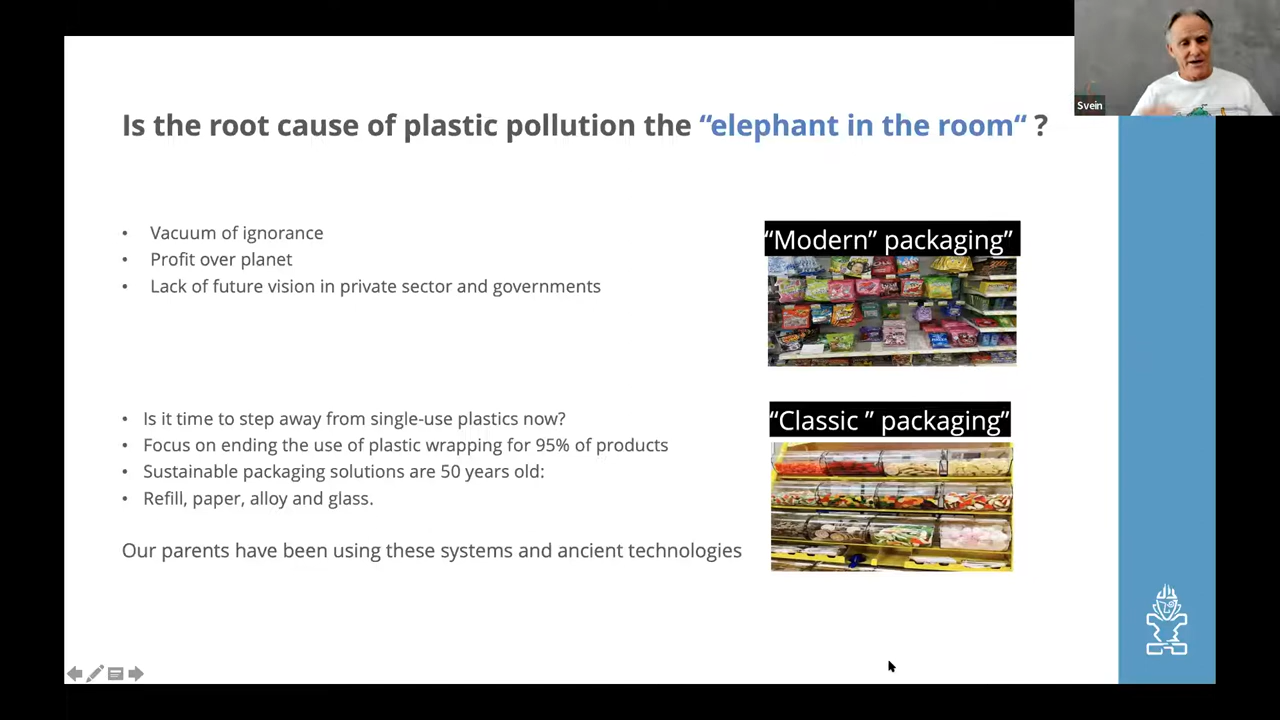 Svein
Is the root cause of plastic pollution the “elephant in the room“ ?
• Vacuum of ignorance
• Profit over planet
• Lack of future vision in private sector and governments
“Modern” packaging”
• Is it time to step away from single-use plastics now?
• Focus on ending the use of plastic wrapping for 95% of products
• Sustainable packaging solutions are 50 years old:
• Refill, paper, alloy and glass.
“Classic ” packaging”
Our parents have been using these systems and ancient technologies